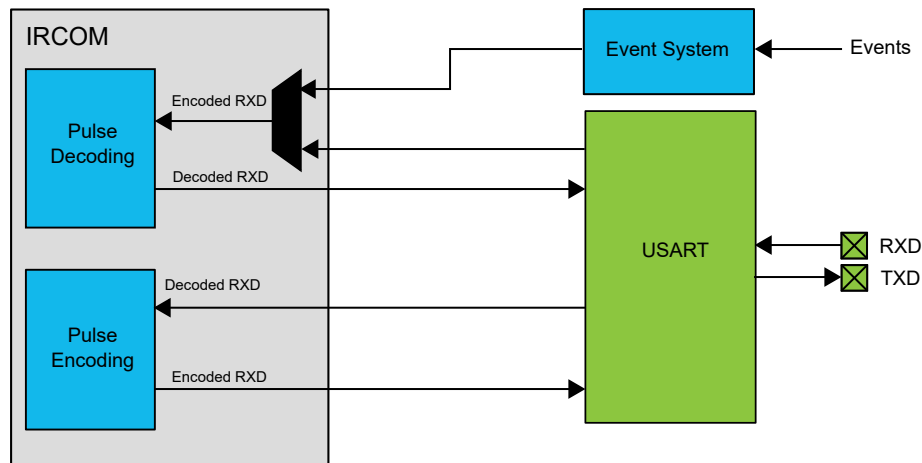 IRCOM
Event System
Events
Encoded RXD
Pulse
Decoding
Decoded RXD
USART
RXD
TXD
Decoded RXD
Pulse
Encoding
Encoded RXD